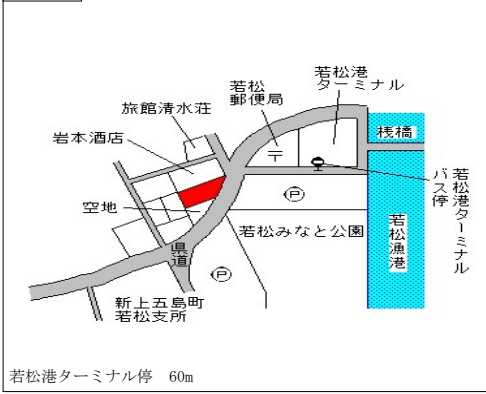 若松港
ターミナル
若松
郵便局
旅館清水荘
岩本酒店
〒
桟橋
若松港ターミナル
バス停
P
空地
若松みなと公園
若松漁港
県道
P
新上五島町
若松支所
若松港ターミナル停 60m